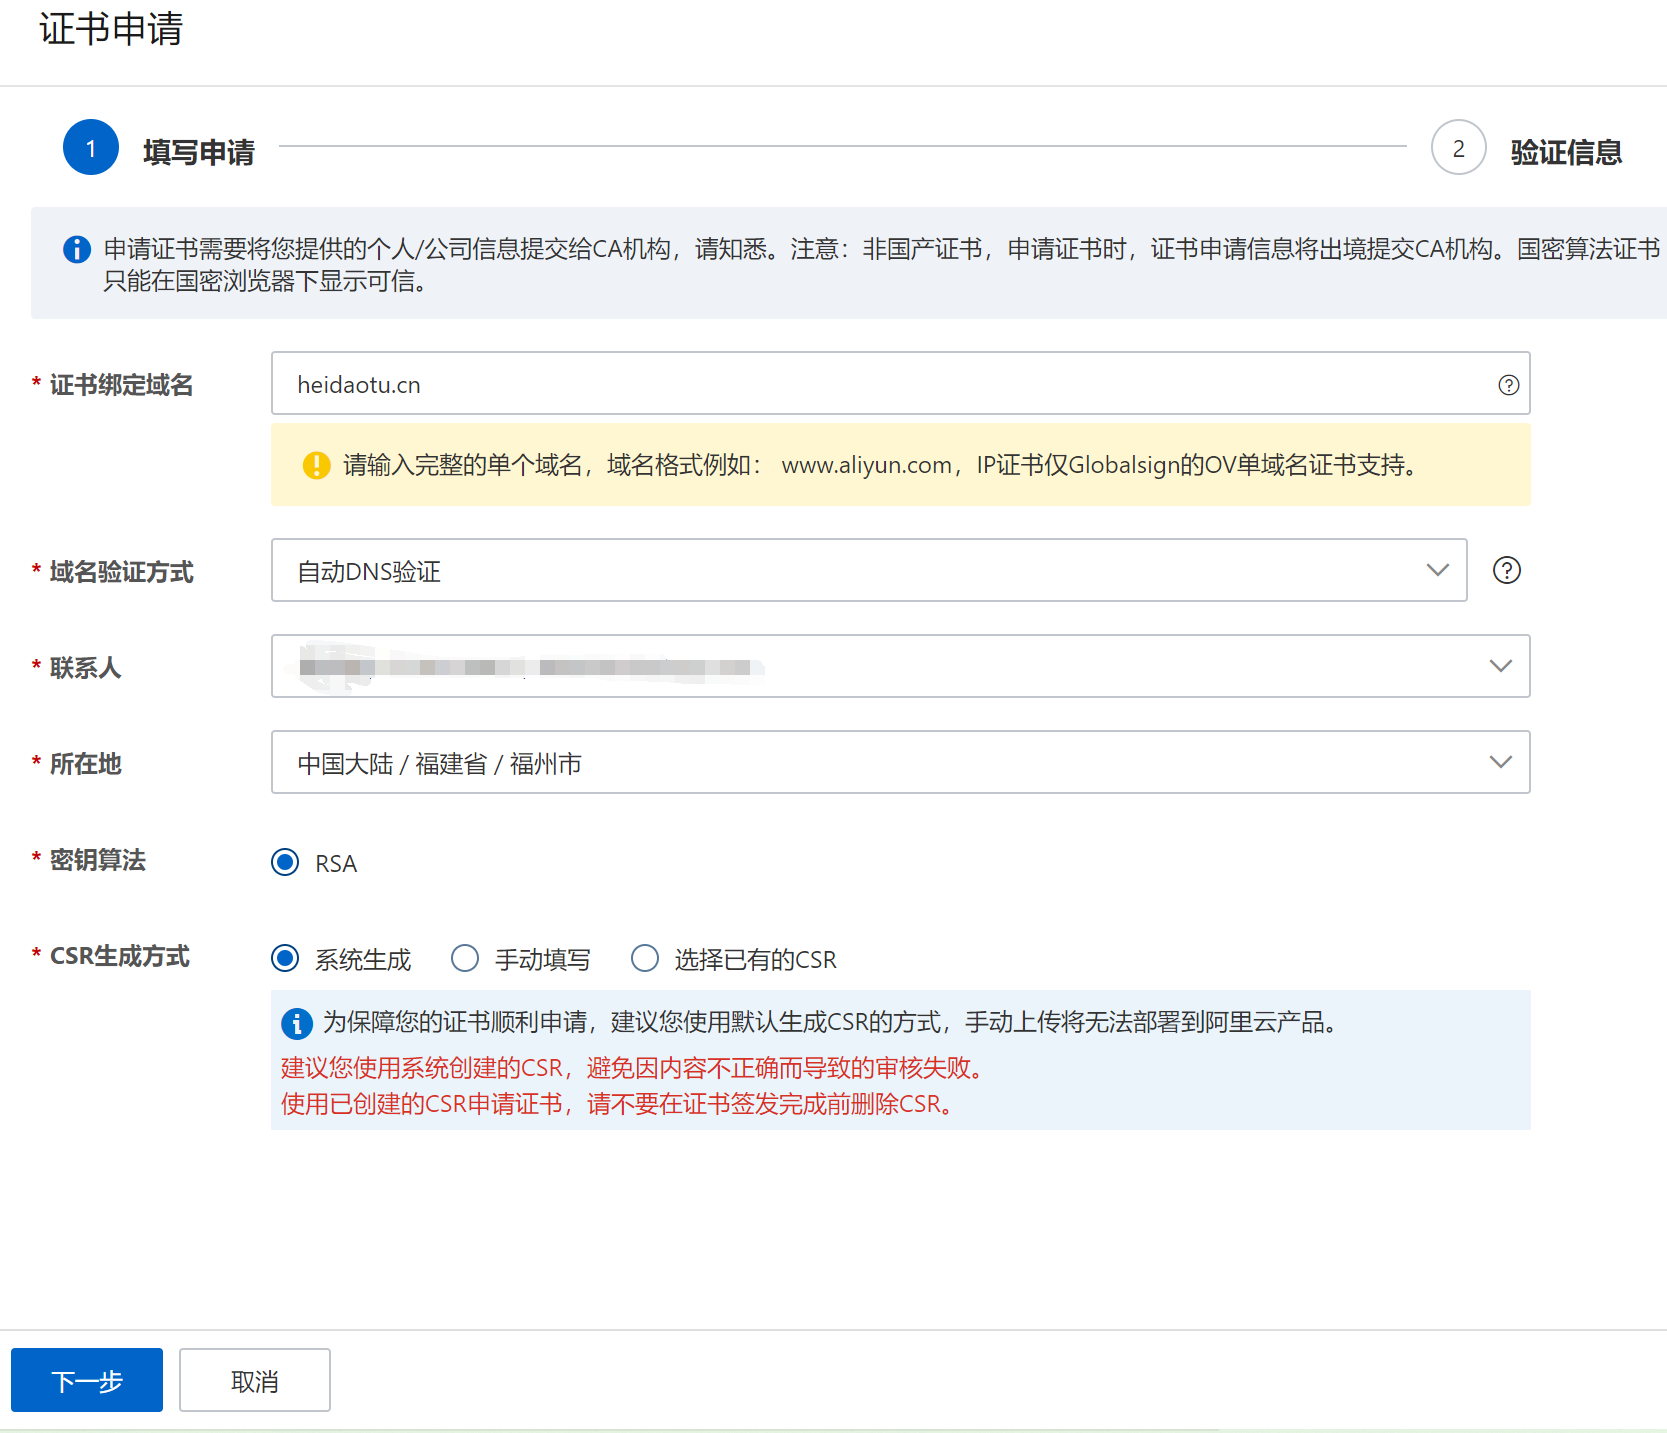 证书申请
1 填写申请 2 验证信息
申请证书需要将您提供的个人/公司信息提交给CA机构，请知悉。注意：非国产证书，申请证书时，证书申请信息将出境提交CA机构。国密算法证书
只能在国密浏览器下显示可信。
* 证书绑定域名 heidaotu.cn
请输入完整的单个域名，域名格式例如： www.aliyun.com，IP证书仅Globalsign的OV单域名证书支持。
* 域名验证方式 自动DNS验证
* 联系人
* 所在地 中国大陆 / 福建省 / 福州市
* 密钥算法 RSA
* CSR生成方式 系统生成 手动填写 选择已有的CSR
为保障您的证书顺利申请，建议您使用默认生成CSR的方式，手动上传将无法部署到阿里云产品。
建议您使用系统创建的CSR，避免因内容不正确而导致的审核失败。
使用已创建的CSR申请证书，请不要在证书签发完成前删除CSR。
下一步 取消